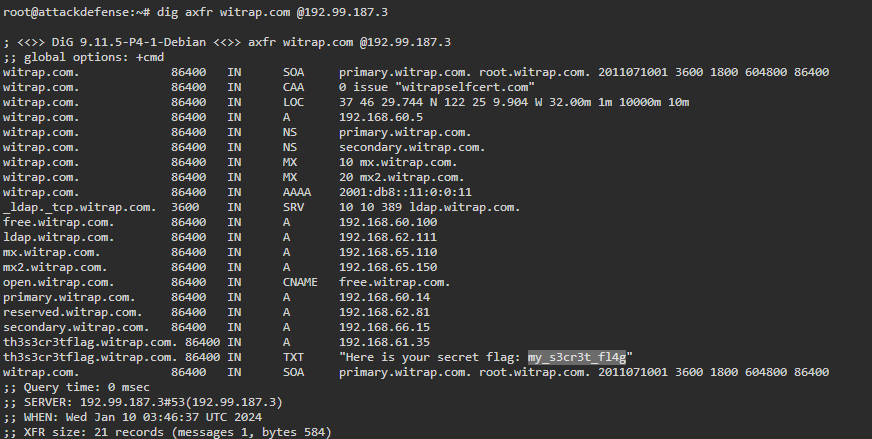 root@attackdefense:~# dig axfr witrap.com @192.99.187.3
; <<>> DiG 9.11.5-P4-1-Debian <<>> axfr witrap.com @192.99.187.3
;; global options: +cmd
witrap.com. 86400 IN SOA primary.witrap.com. root.witrap.com. 2011071001 3600 1800 604800 86400
witrap.com. 86400 IN CAA 0 issue "witrapselfcert.com"
witrap.com. 86400 IN LOC 37 46 29.744 N 122 25 9.904 W 32.00m 1m 10000m 10m
witrap.com. 86400 IN A 192.168.60.5
witrap.com. 86400 IN NS primary.witrap.com.
witrap.com. 86400 IN NS secondary.witrap.com.
witrap.com. 86400 IN MX 10 mx.witrap.com.
witrap.com. 86400 IN MX 20 mx2.witrap.com.
witrap.com. 86400 IN AAAA 2001:db8::11:0:0:11
_ldap._tcp.witrap.com. 3600 IN SRV 10 10 389 ldap.witrap.com.
free.witrap.com. 86400 IN A 192.168.60.100
ldap.witrap.com. 86400 IN A 192.168.62.111
mx.witrap.com. 86400 IN A 192.168.65.110
mx2.witrap.com. 86400 IN A 192.168.65.150
open.witrap.com. 86400 IN CNAME free.witrap.com.
primary.witrap.com. 86400 IN A 192.168.60.14
reserved.witrap.com. 86400 IN A 192.168.62.81
secondary.witrap.com. 86400 IN A 192.168.66.15
th3s3cr3tflag.witrap.com. 86400 IN A 192.168.61.35
th3s3cr3tflag.witrap.com. 86400 IN TXT "Here is your secret flag: my_s3cr3t_fl4g"
witrap.com. 86400 IN SOA primary.witrap.com. root.witrap.com. 2011071001 3600 1800 604800 86400
;; Query time: 0 msec
;; SERVER: 192.99.187.3#53(192.99.187.3)
;; WHEN: Wed Jan 10 03:46:37 UTC 2024
;; XFR size: 21 records (messages 1, bytes 584)